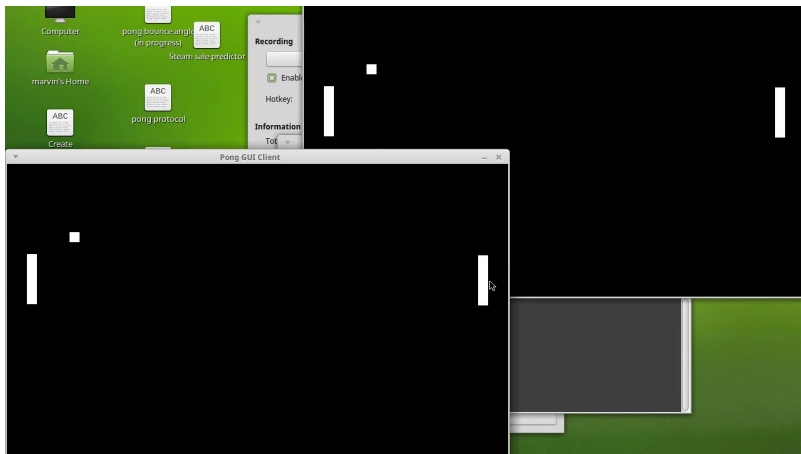 Computer
pong bounce angle
(in progress)
Steam sale predictor
marvin's Home
ABC
ABC
pong protocol
ABC
Create
Recording
Hotkey:
Information
Pong GUI Client